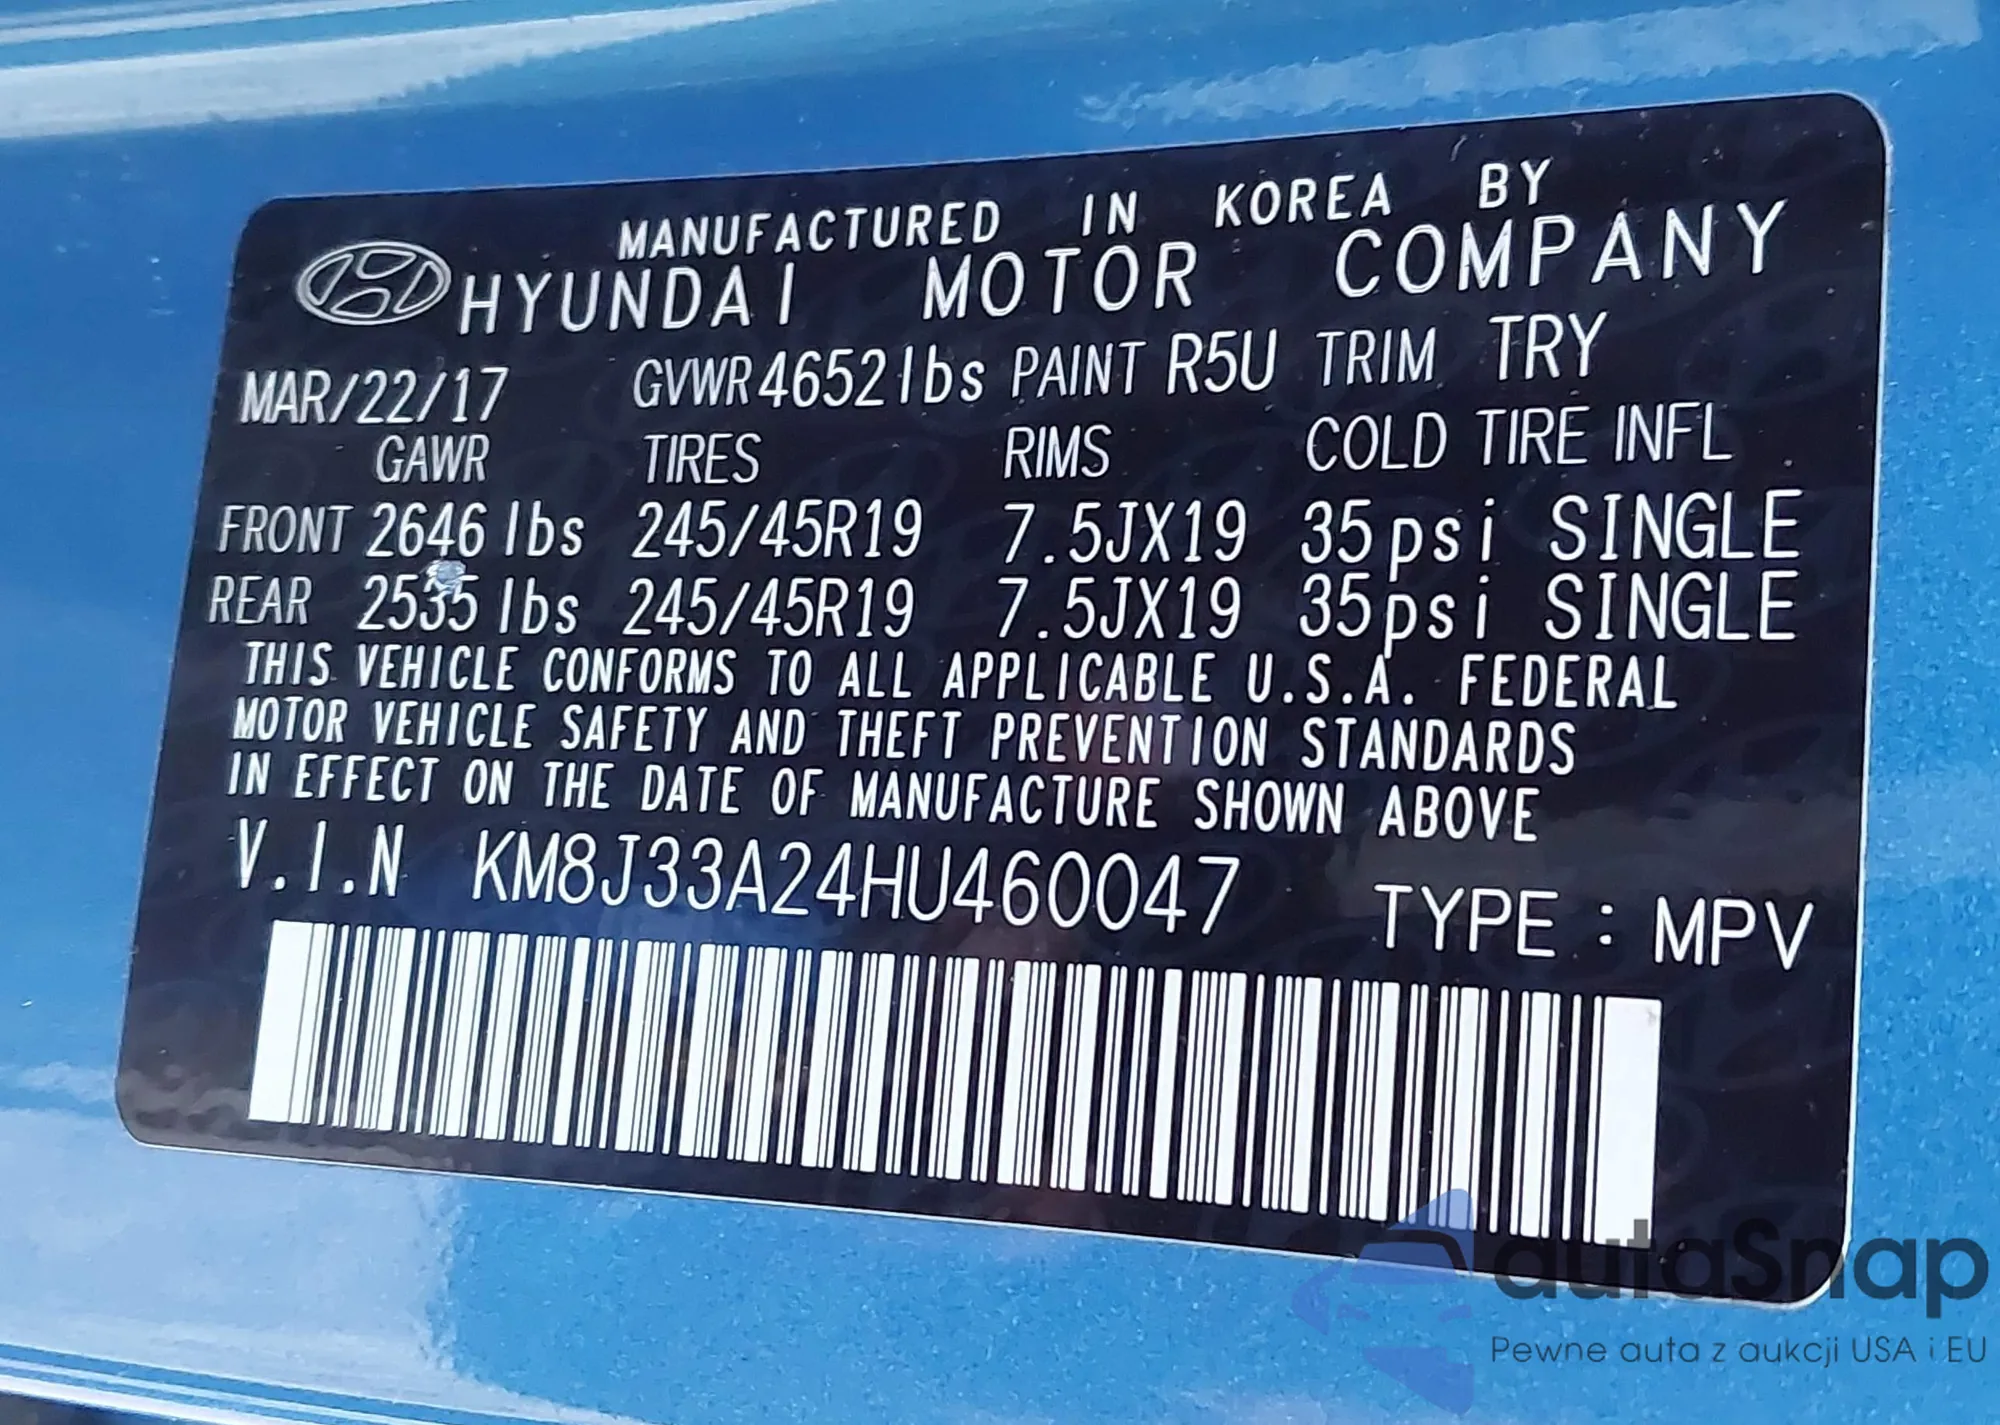 MANUFACTURED IN KOREA BY
HYUNDAI MOTOR COMPANY
MAR/22/17 GVWR 4652 lbs PAINT R5U TRIM TRY
GAWR TIRES RIMS COLD TIRE INFL
FRONT 2646 lbs 245/45R19 7.5JX19 35psi SINGLE
REAR 2535 lbs 245/45R19 7.5JX19 35psi SINGLE
THIS VEHICLE CONFORMS TO ALL APPLICABLE U.S.A. FEDERAL
MOTOR VEHICLE SAFETY AND THEFT PREVENTION STANDARDS
IN EFFECT ON THE DATE OF MANUFACTURE SHOWN ABOVE
V.I.N KM8J33A24HU460047 TYPE : MPV
autaSnap
Pewne auta z aukcji USA i EU